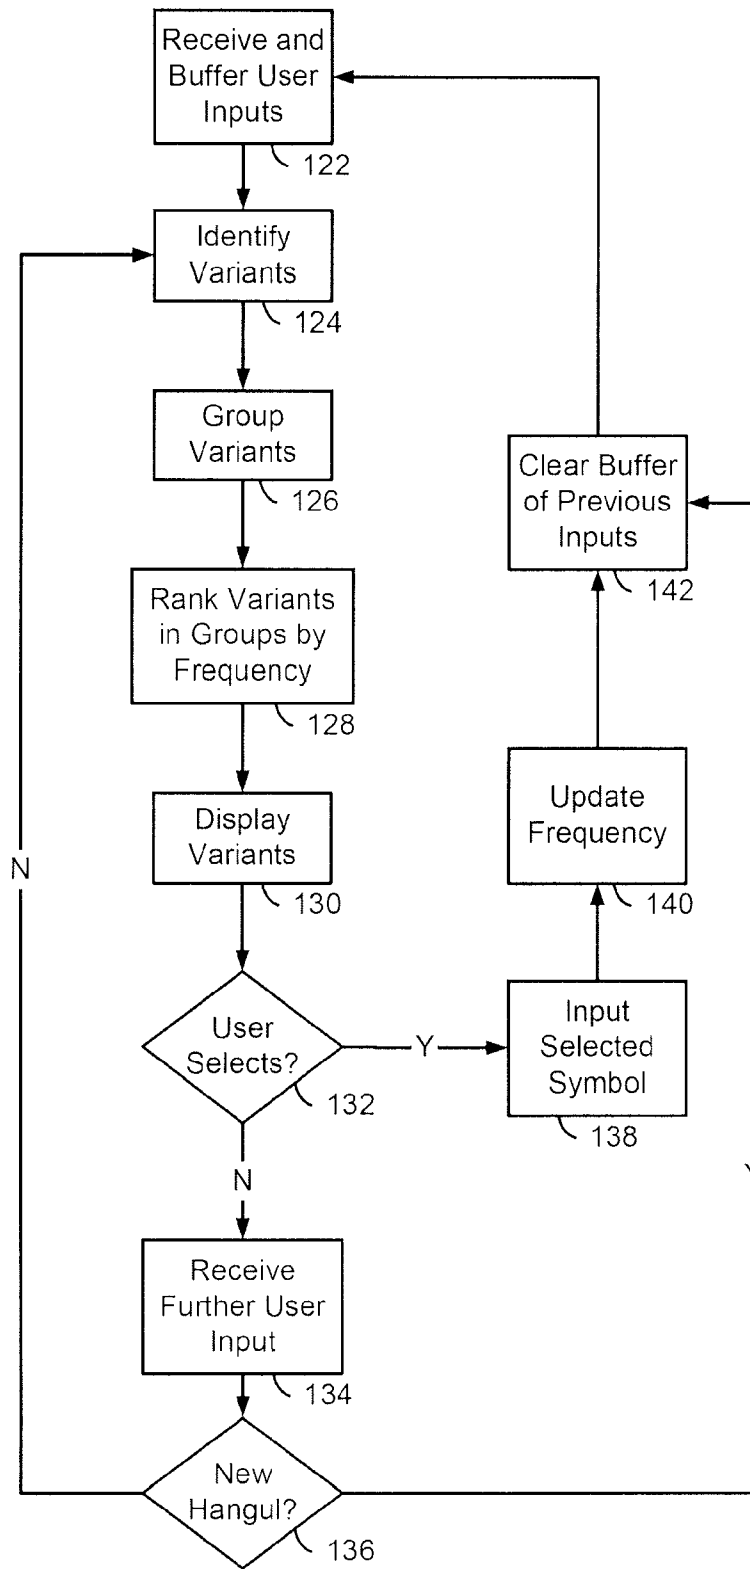 Receive and
Buffer User
Inputs
122
Identify
Variants
124
Group
Variants
126
Clear Buffer
of Previous
Inputs
142
Rank Variants
in Groups by
Frequency
128
Update
Frequency
140
Display
Variants
130
N
User
Selects?
132
Y
Input
Selected
Symbol
138
N
Receive
Further User
Input
134
New
Hangul?
136